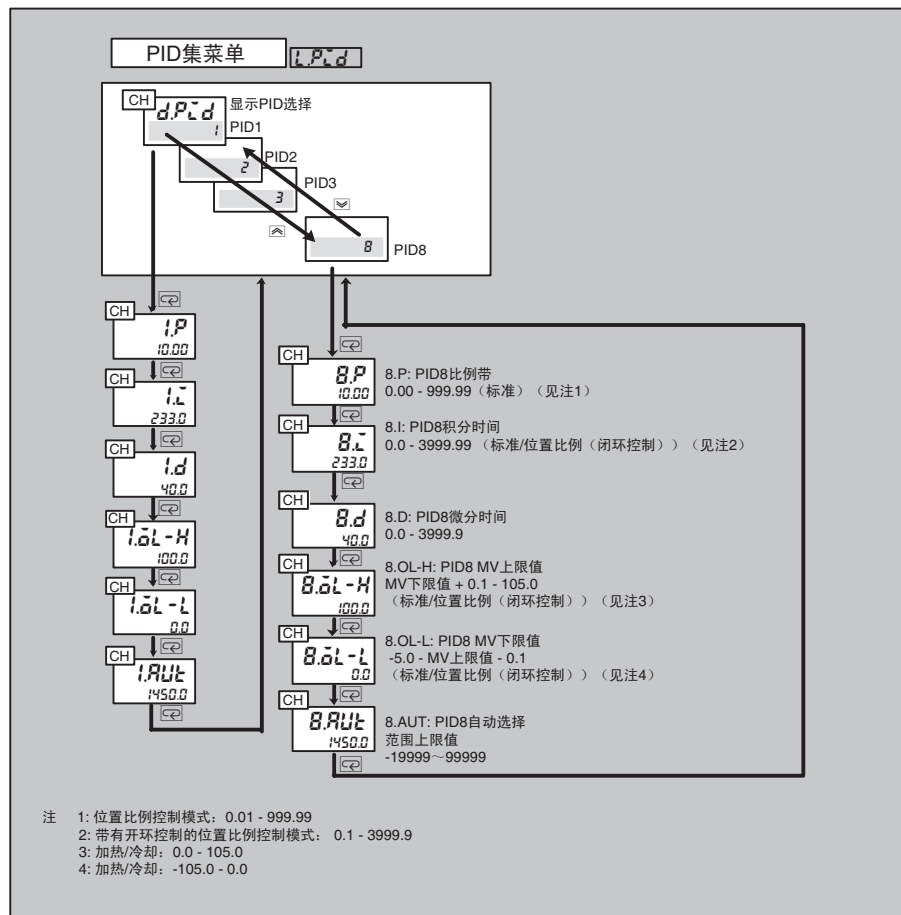 PID集菜单 L.Pid
CH
d.Pid 显示PID选择
1 PID1
2 PID2
3 PID3
8 PID8
CH
1.P
10.00
CH
1.i
233.0
CH
1.d
40.0
CH
1.oL-H
100.0
CH
1.oL-L
0.0
CH
1.AUt
1450.0
CH
8.P
10.00
8.P: PID8比例带
0.00 - 999.99（标准）（见注1）
CH
8.i
233.0
8.I: PID8积分时间
0.0 - 3999.99 （标准/位置比例（闭环控制））（见注2）
CH
8.d
40.0
8.D: PID8微分时间
0.0 - 3999.9
CH
8.oL-H
100.0
8.OL-H: PID8 MV上限值
MV下限值 + 0.1 - 105.0
（标准/位置比例（闭环控制））（见注3）
CH
8.oL-L
0.0
8.OL-L: PID8 MV下限值
-5.0 - MV上限值 - 0.1
（标准/位置比例（闭环控制））（见注4）
CH
8.AUt
1450.0
8.AUT: PID8自动选择
范围上限值
-19999～99999
注 1: 位置比例控制模式：0.01 - 999.99
2: 带有开环控制的位置比例控制模式： 0.1 - 3999.9
3: 加热/冷却：0.0 - 105.0
4: 加热/冷却：-105.0 - 0.0